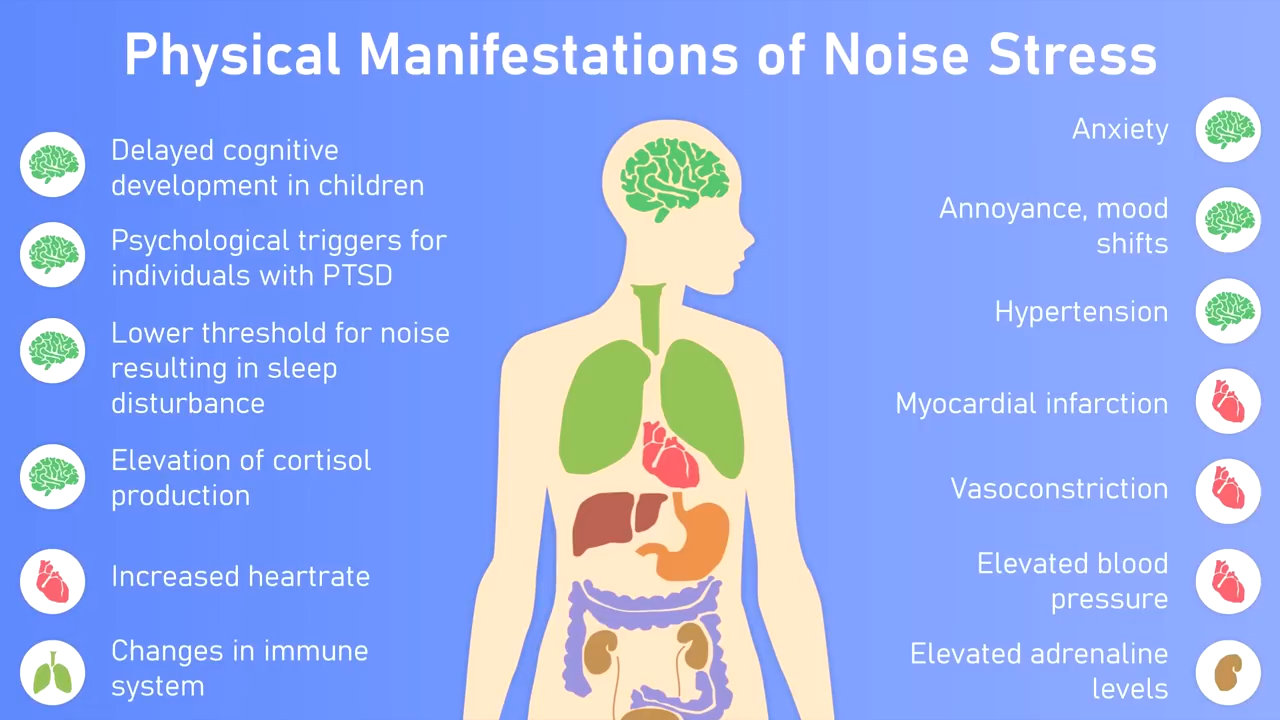 Physical Manifestations of Noise Stress
Delayed cognitive
development in children
Psychological triggers for
individuals with PTSD
Lower threshold for noise
resulting in sleep
disturbance
Elevation of cortisol
production
Increased heartrate
Changes in immune
system
Anxiety
Annoyance, mood
shifts
Hypertension
Myocardial infarction
Vasoconstriction
Elevated blood
pressure
Elevated adrenaline
levels